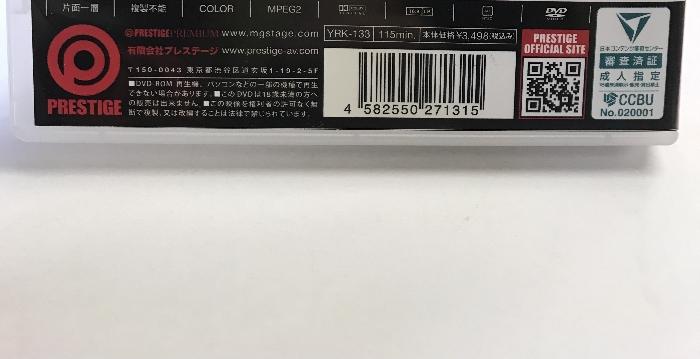 片面一層 複製不能 COLOR MPEG2 DVD
PRESTIGE
@PRESTIGEPREMIUM www.mgstage.com
有限会社プレステージ www.prestige-av.com
〒150-0043 東京都渋谷区道玄坂1-19-2-5F
■DVD-ROM再生機、パソコンなどの一部の機種で再生
できない場合があります。■このDVDは18歳未満の方へ
の販売は出来ません。■この映像を権利者の許可なく無
断で複製、又は改編することは法律で禁じられています。
YRK-133 115min. 本体価格¥3,498(税込み)
4 582550 271315
PRESTIGE
OFFICIAL SITE
日本コンテンツ審査センター
審査済証
成人指定
CCBU
No.020001